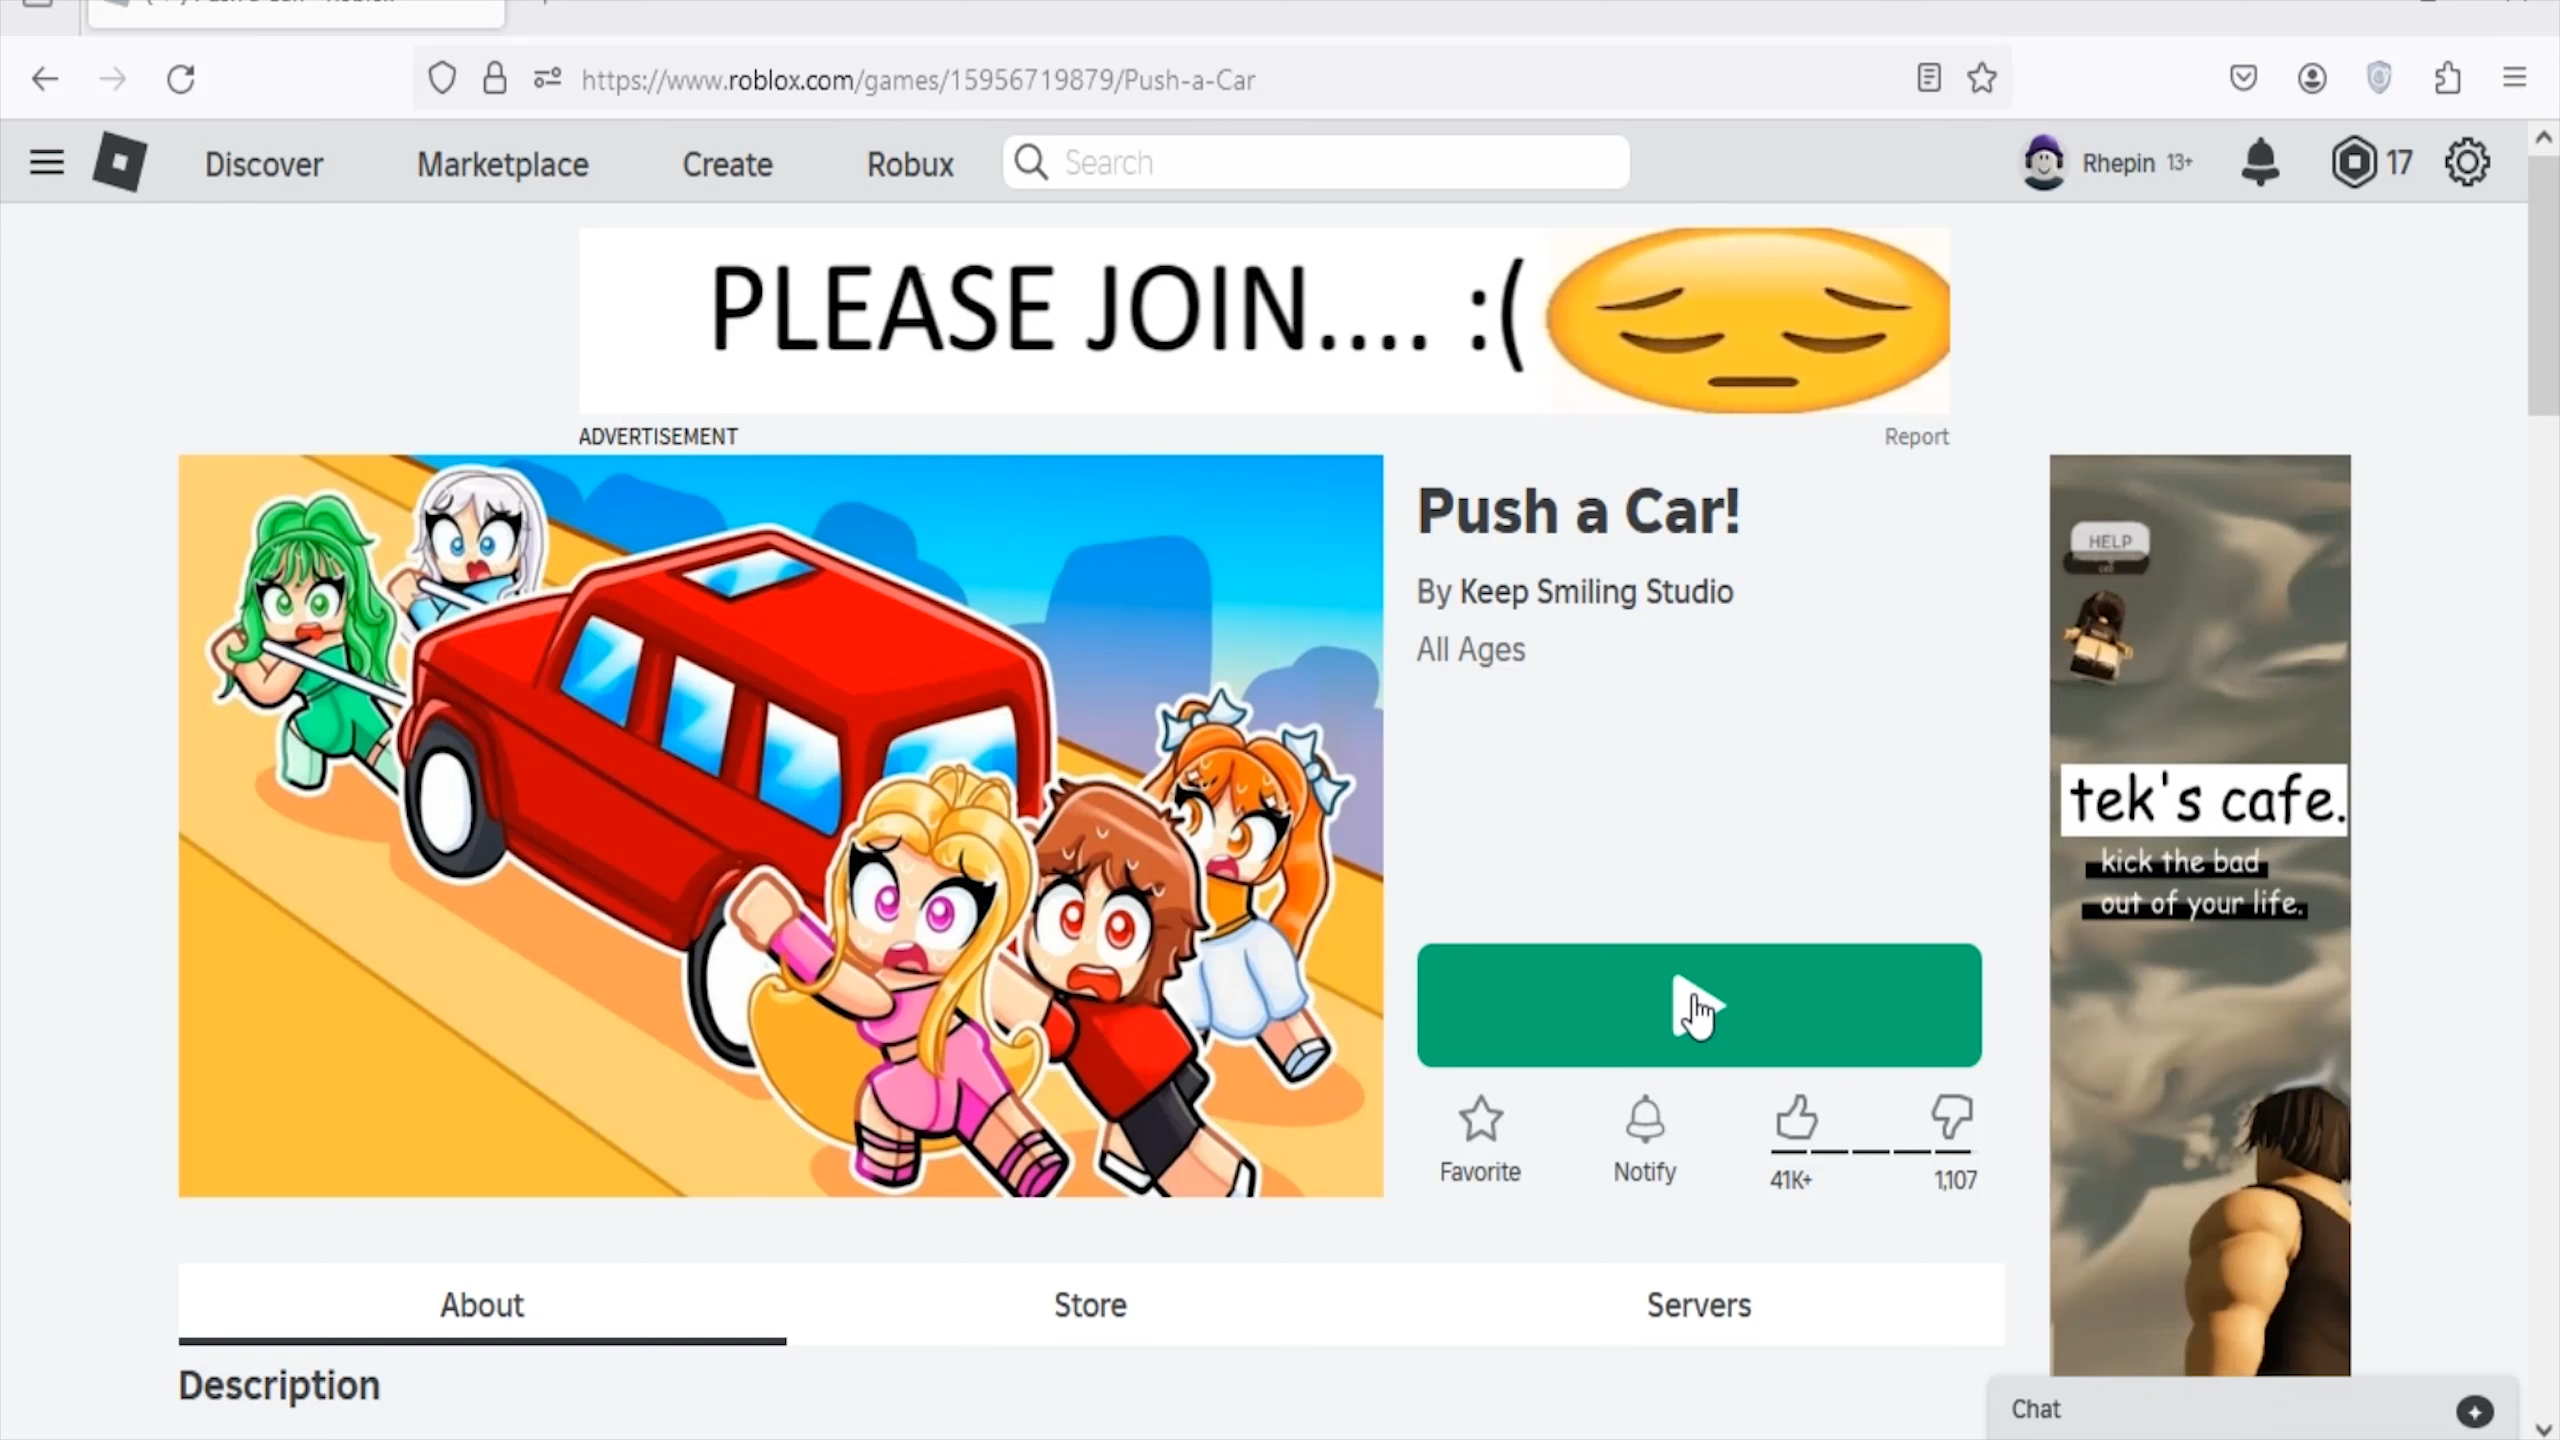 https://www.roblox.com/games/15956719879/Push-a-Car
Discover
Marketplace
Create
Robux
Search
Rhepin 13+
17
PLEASE JOIN.... :(
ADVERTISEMENT
Report
Push a Car!
By Keep Smiling Studio
All Ages
HELP
tek's cafe.
kick the bad
out of your life.
Favorite
Notify
41K+
1,107
About
Store
Servers
Description
Chat